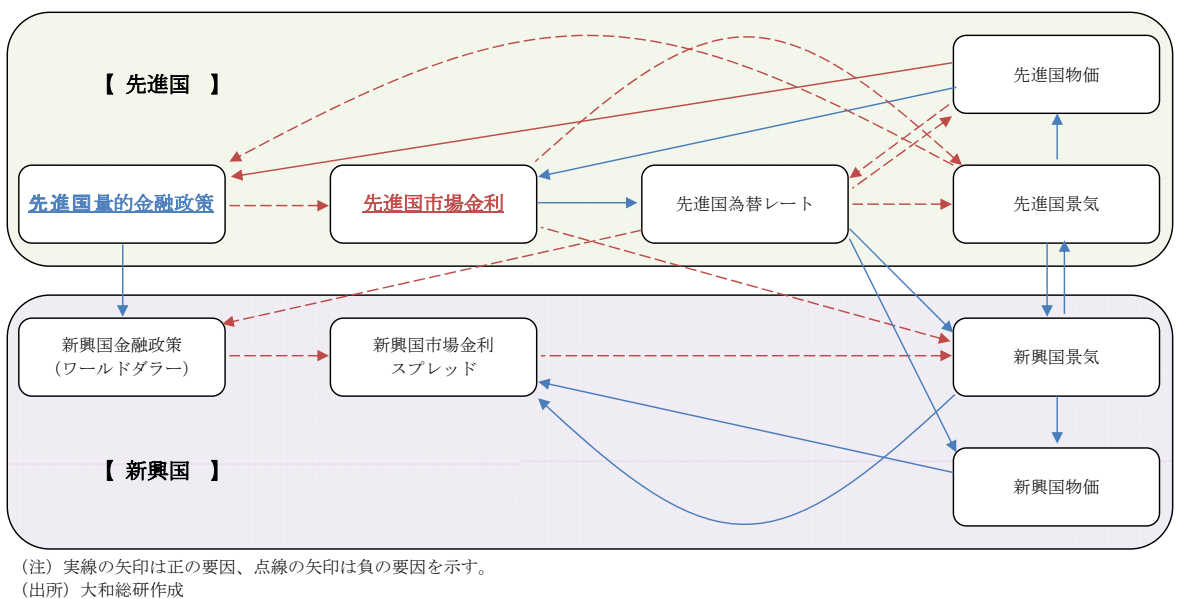 【 先進国 】
先進国物価
先進国量的金融政策
先進国市場金利
先進国為替レート
先進国景気
新興国金融政策
（ワールドダラー）
新興国市場金利
スプレッド
新興国景気
【 新興国 】
新興国物価
（注）実線の矢印は正の要因、点線の矢印は負の要因を示す。
（出所）大和総研作成